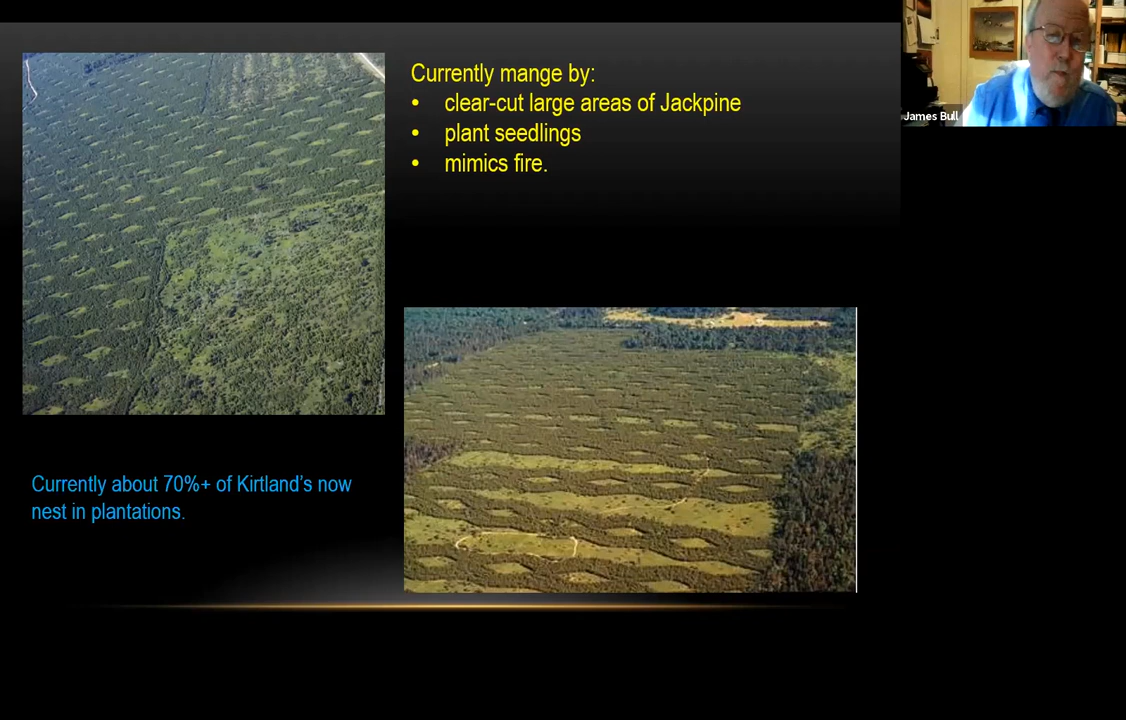 Currently mange by:
• clear-cut large areas of Jackpine
• plant seedlings
• mimics fire.
James Bull
Currently about 70%+ of Kirtland's now
nest in plantations.